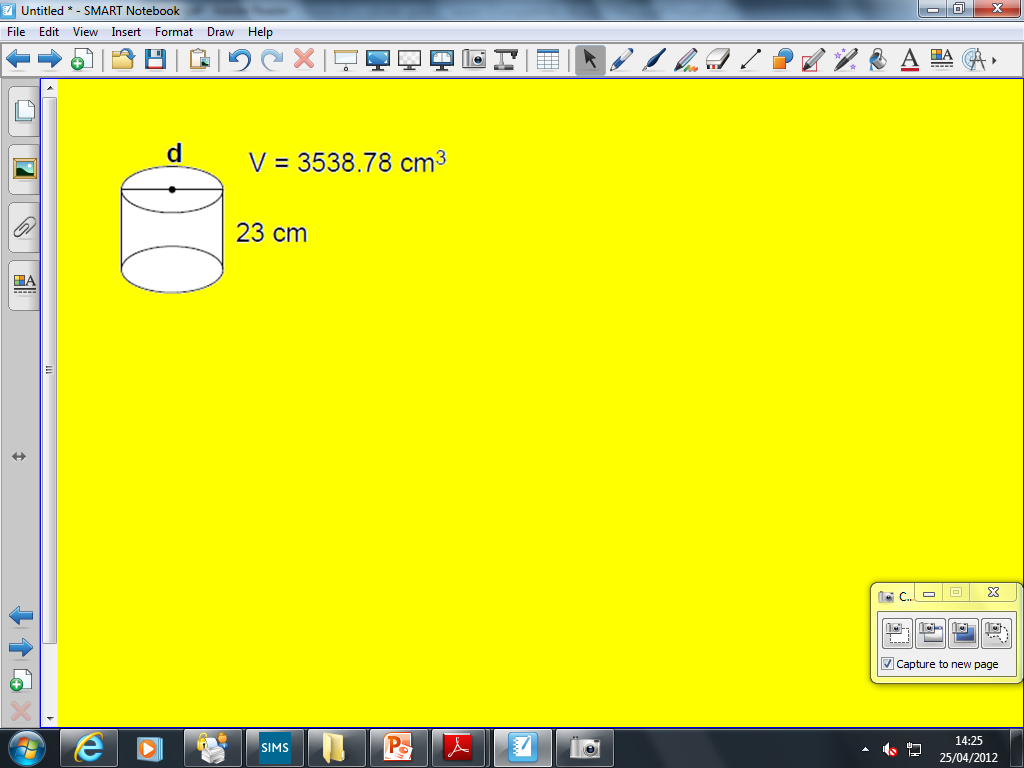 Untitled * - SMART Notebook
File Edit View Insert Format Draw Help
d
V = 3538.78 cm³
23 cm
C...
Capture to new page
SIMS
14:25
25/04/2012